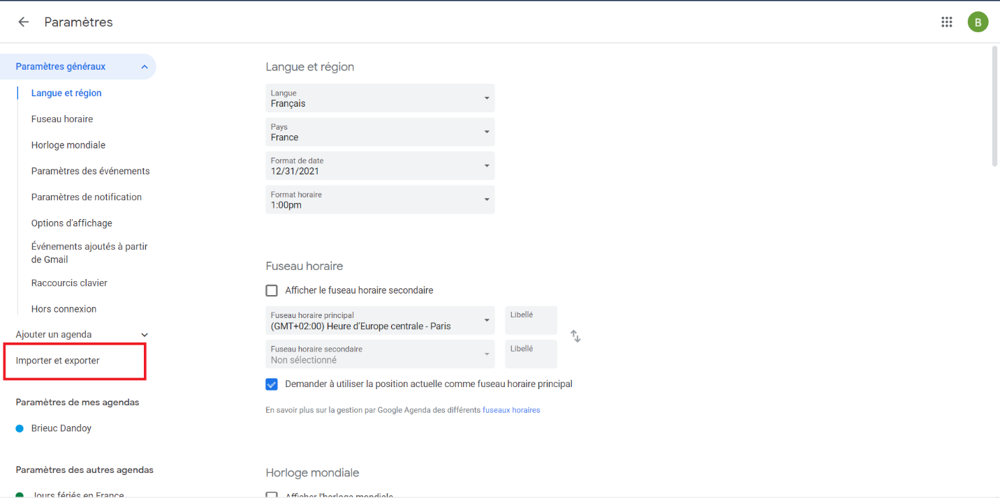 Paramètres
B
Paramètres généraux
Langue et région
Fuseau horaire
Horloge mondiale
Paramètres des événements
Paramètres de notification
Options d'affichage
Événements ajoutés à partir
de Gmail
Raccourcis clavier
Hors connexion
Ajouter un agenda
Importer et exporter
Paramètres de mes agendas
Brieuc Dandoy
Paramètres des autres agendas
Jours fériés en France
Langue et région
Langue
Français
Pays
France
Format de date
12/31/2021
Format horaire
1:00pm
Fuseau horaire
Afficher le fuseau horaire secondaire
Fuseau horaire principal
(GMT+02:00) Heure d'Europe centrale - Paris
Libellé
Fuseau horaire secondaire
Non sélectionné
Libellé
Demander à utiliser la position actuelle comme fuseau horaire principal
En savoir plus sur la gestion par Google Agenda des différents fuseaux horaires
Horloge mondiale
Afficher l'horloge mondiale